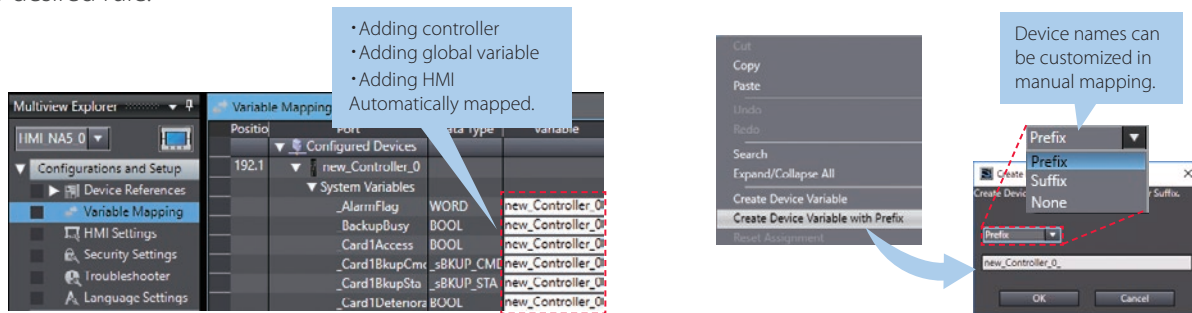 desired rule.
・Adding controller
・Adding global variable
・Adding HMI
Automatically mapped.
Multiview Explorer
HMI NA5 0
Configurations and Setup
Device References
Variable Mapping
HMI Settings
Security Settings
Troubleshooter
Language Settings
Variable Mapping
Positio Port Data Type Variable
Configured Devices
192.1 new_Controller_0
System Variables
_AlarmFlag WORD new_Controller_0
_BackupBusy BOOL new_Controller_0
_Card1Access BOOL new_Controller_0
_Card1BkupCmd _sBKUP_CMD new_Controller_0
_Card1BkupSta _sBKUP_STA new_Controller_0
_Card1Deteriora BOOL new_Controller_0
Cut
Copy
Paste
Undo
Redo
Search
Expand/Collapse All
Create Device Variable
Create Device Variable with Prefix
Reset Assignment
Device names can
be customized in
manual mapping.
Prefix
Prefix
Suffix
None
Create
Create Devic r Suffix.
Prefix
new_Controller_0_
OK Cancel